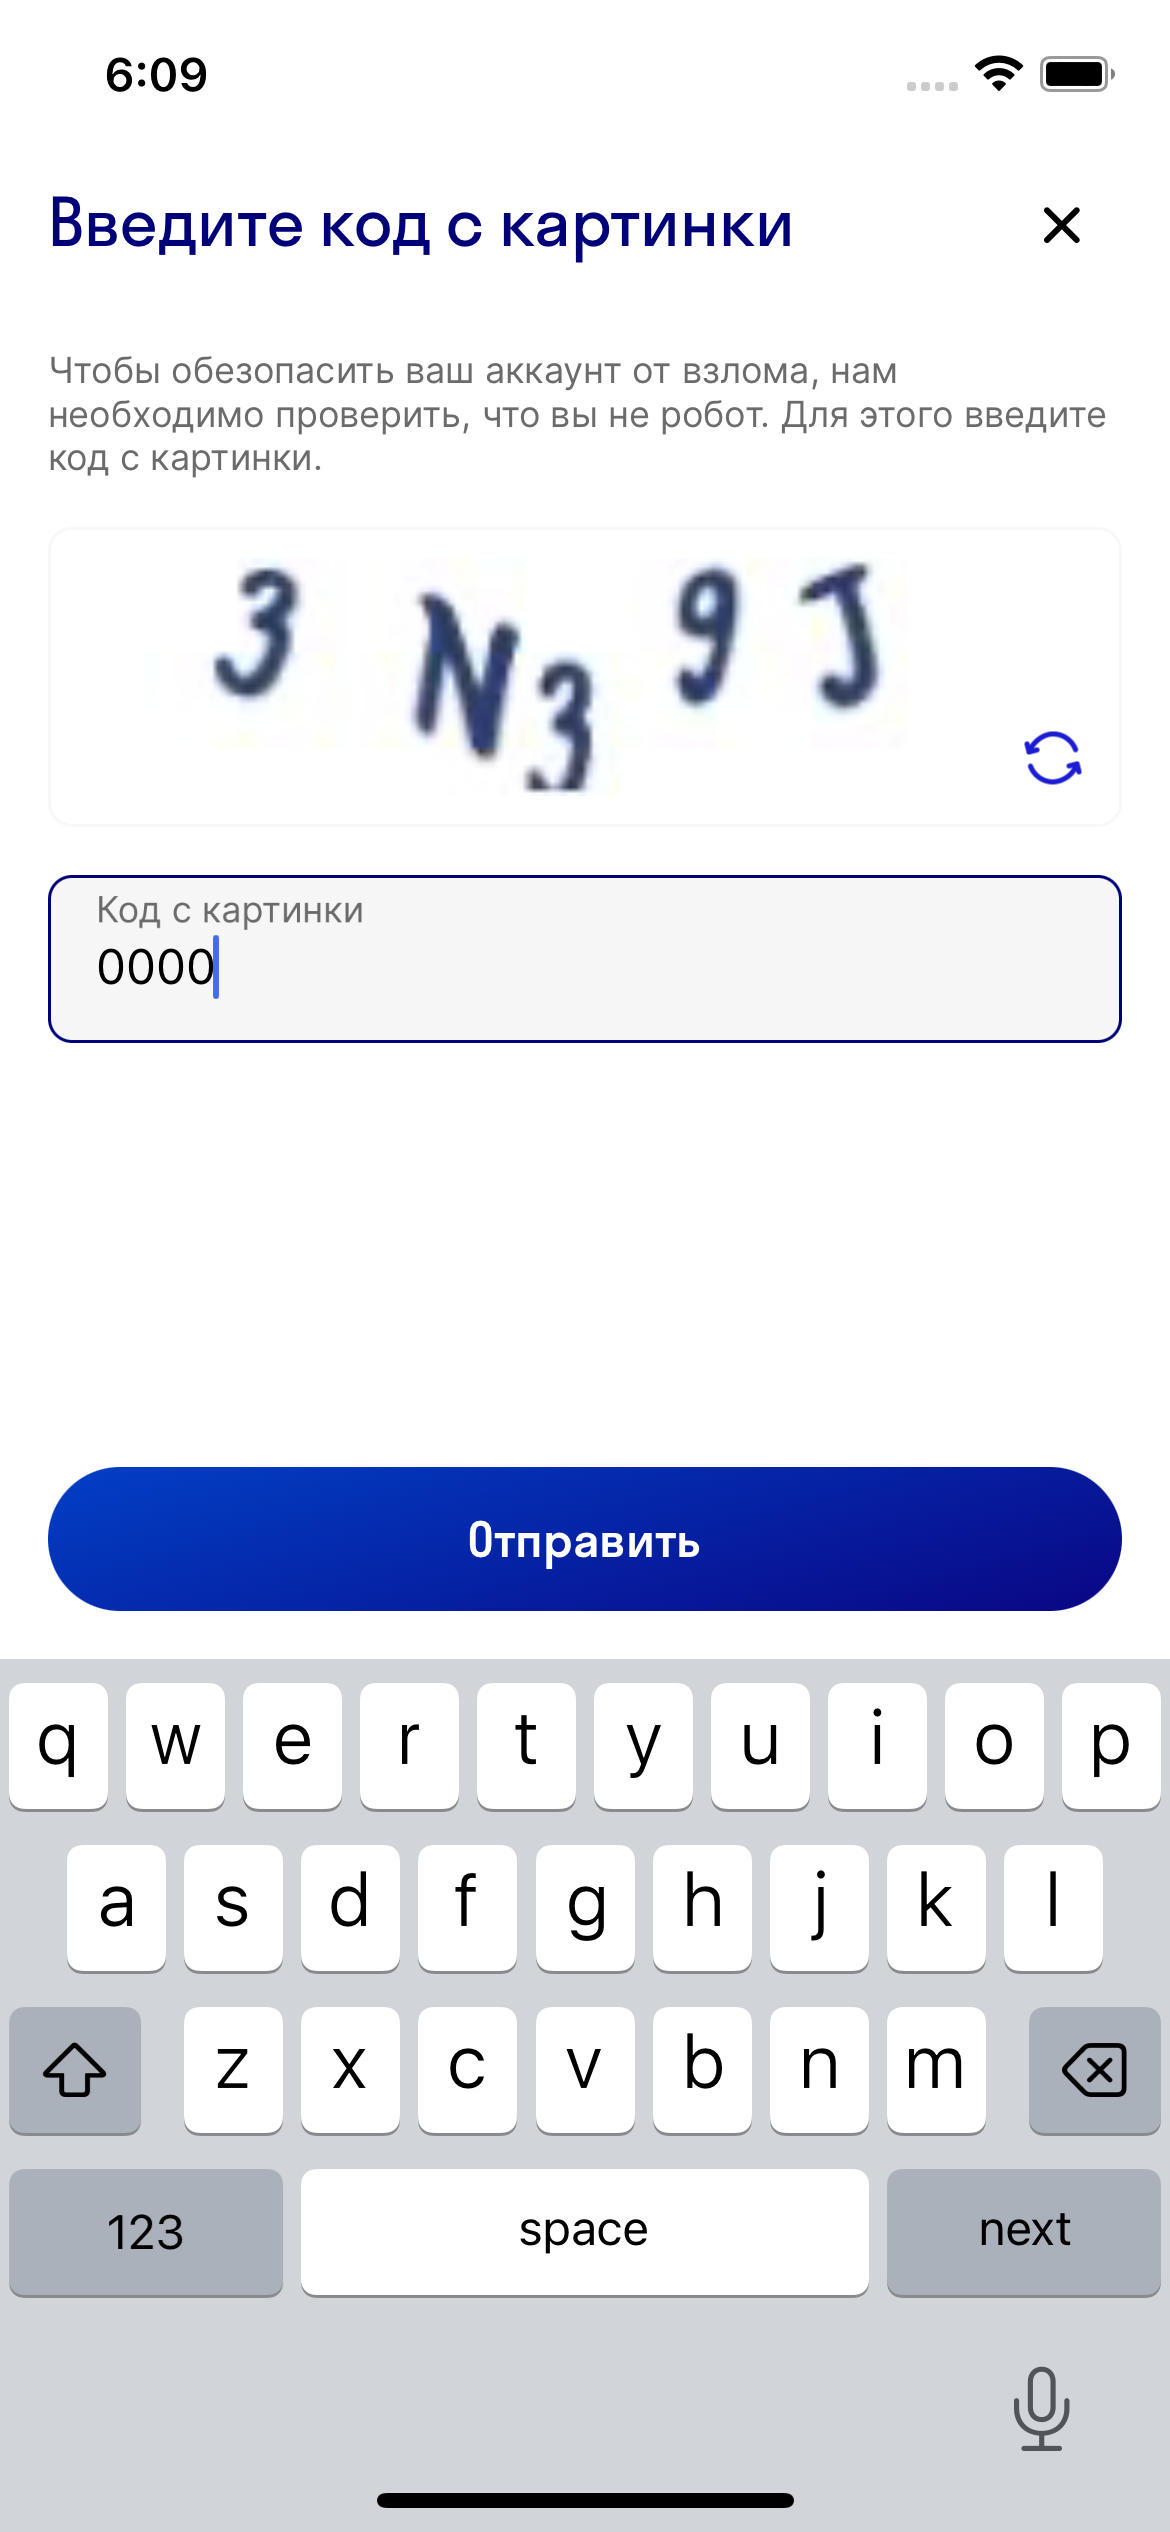 6:09
Введите код с картинки
Чтобы обезопасить ваш аккаунт от взлома, нам
необходимо проверить, что вы не робот. Для этого введите
код с картинки.
3 N3 9 J
Код с картинки
0000
Отправить
q w e r t y u i o p
a s d f g h j k l
z x c v b n m
123 space next